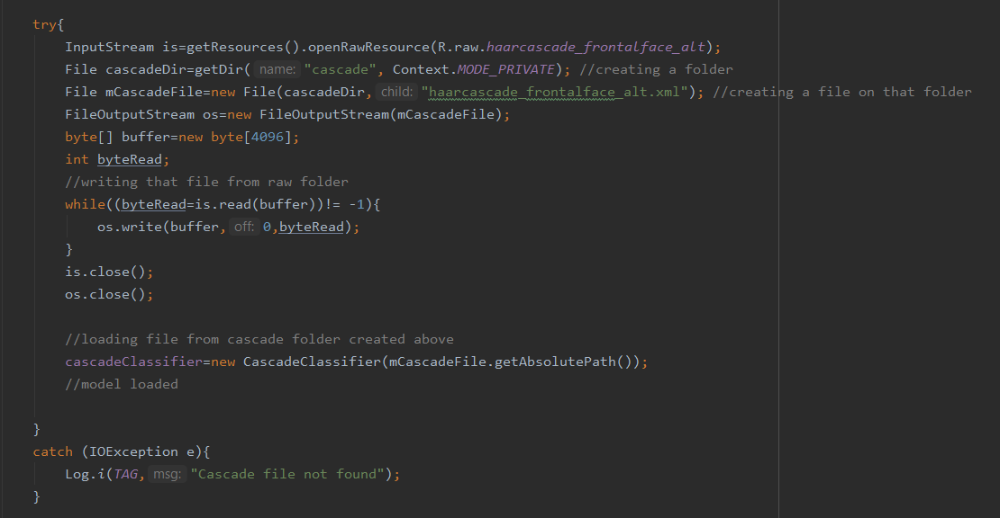 try{
InputStream is=getResources().openRawResource(R.raw.haarcascade_frontalface_alt);
File cascadeDir=getDir( name: "cascade", Context.MODE_PRIVATE); //creating a folder
File mCascadeFile=new File(cascadeDir, child: "haarcascade_frontalface_alt.xml"); //creating a file on that folder
FileOutputStream os=new FileOutputStream(mCascadeFile);
byte[] buffer=new byte[4096];
int byteRead;
//writing that file from raw folder
while((byteRead=is.read(buffer))!= -1){
os.write(buffer, off: 0,byteRead);
}
is.close();
os.close();
//loading file from cascade folder created above
cascadeClassifier=new CascadeClassifier(mCascadeFile.getAbsolutePath());
//model loaded
}
catch (IOException e){
Log.i(TAG, msg: "Cascade file not found");
}